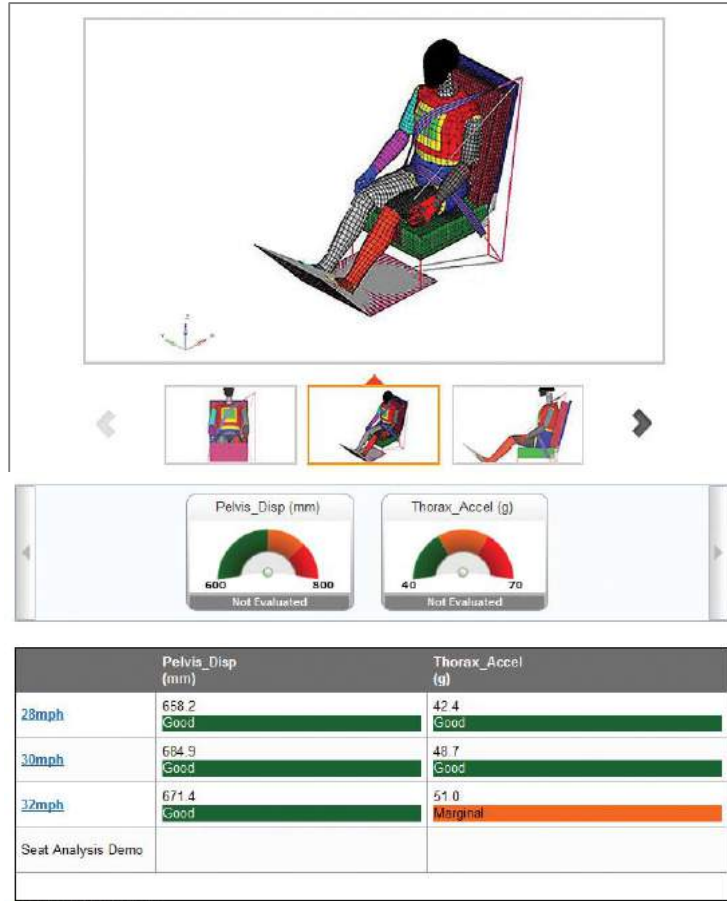 Pelvis_Disp (mm)
600 800
Not Evaluated
Thorax_Accel (g)
40 70
Not Evaluated
Pelvis_Disp
(mm)
Thorax_Accel
(g)
28mph
658.2
Good
42.4
Good
30mph
684.9
Good
48.7
Good
32mph
671.4
Good
51.0
Marginal
Seat Analysis Demo